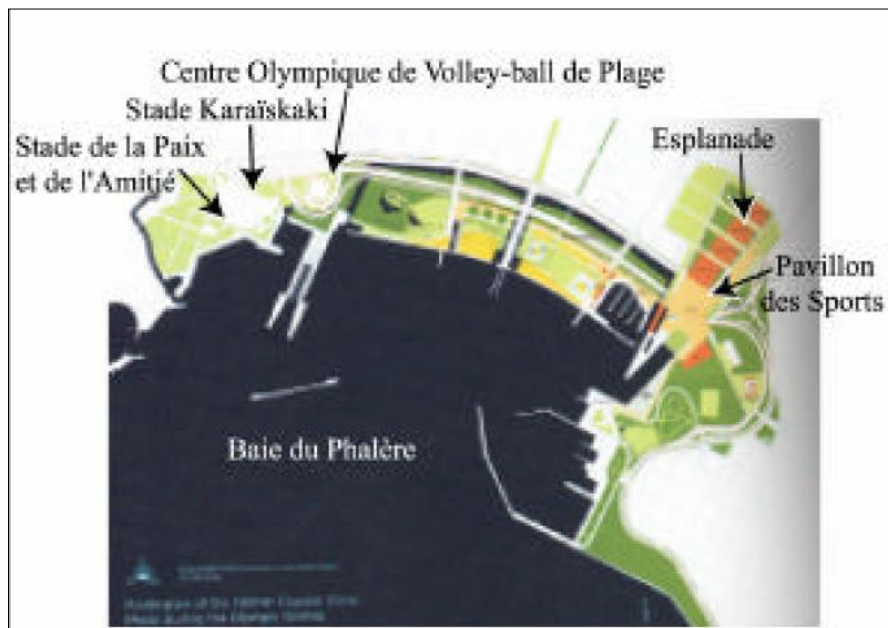 Centre Olympique de Volley-ball de Plage
Stade Karaïskaki
Stade de la Paix
et de l'Amitjé
Esplanade
Pavillon
des Sports
Baie du Phalère